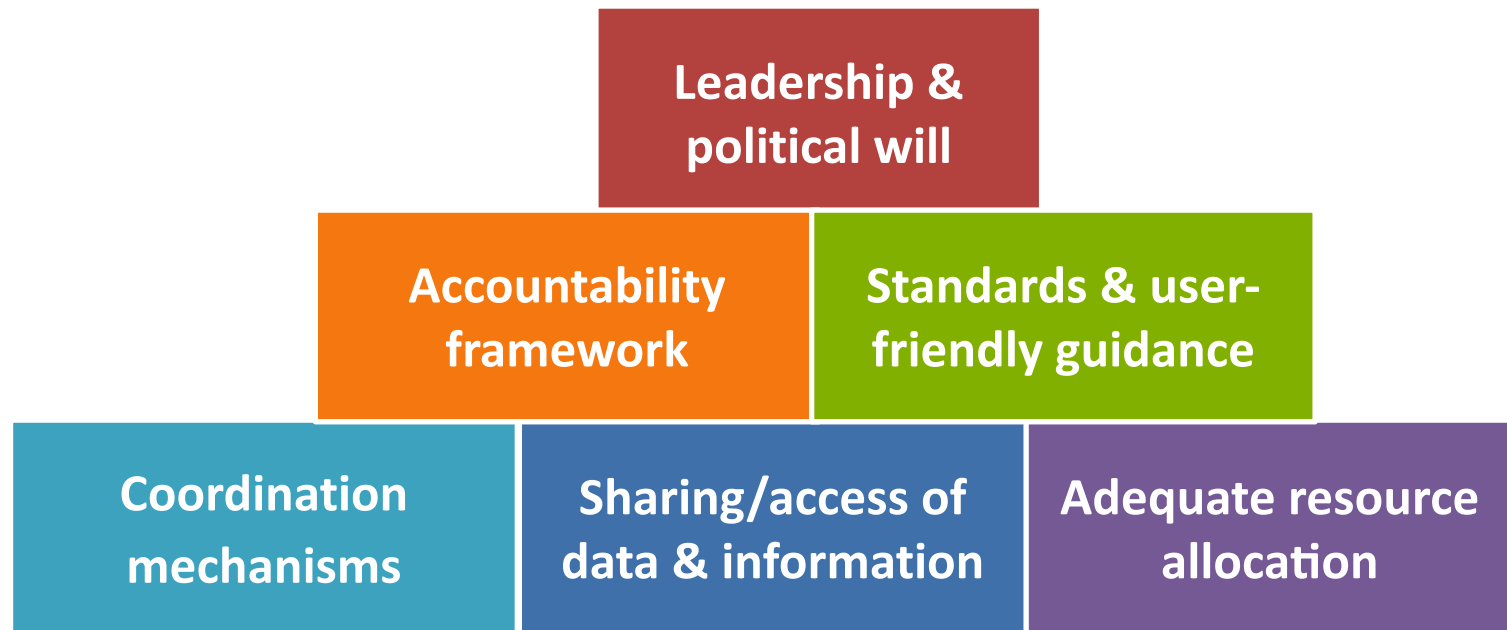 Leadership &
political will
Accountability
framework
Standards & user-
friendly guidance
Coordination
mechanisms
Sharing/access of
data & information
Adequate resource
allocation